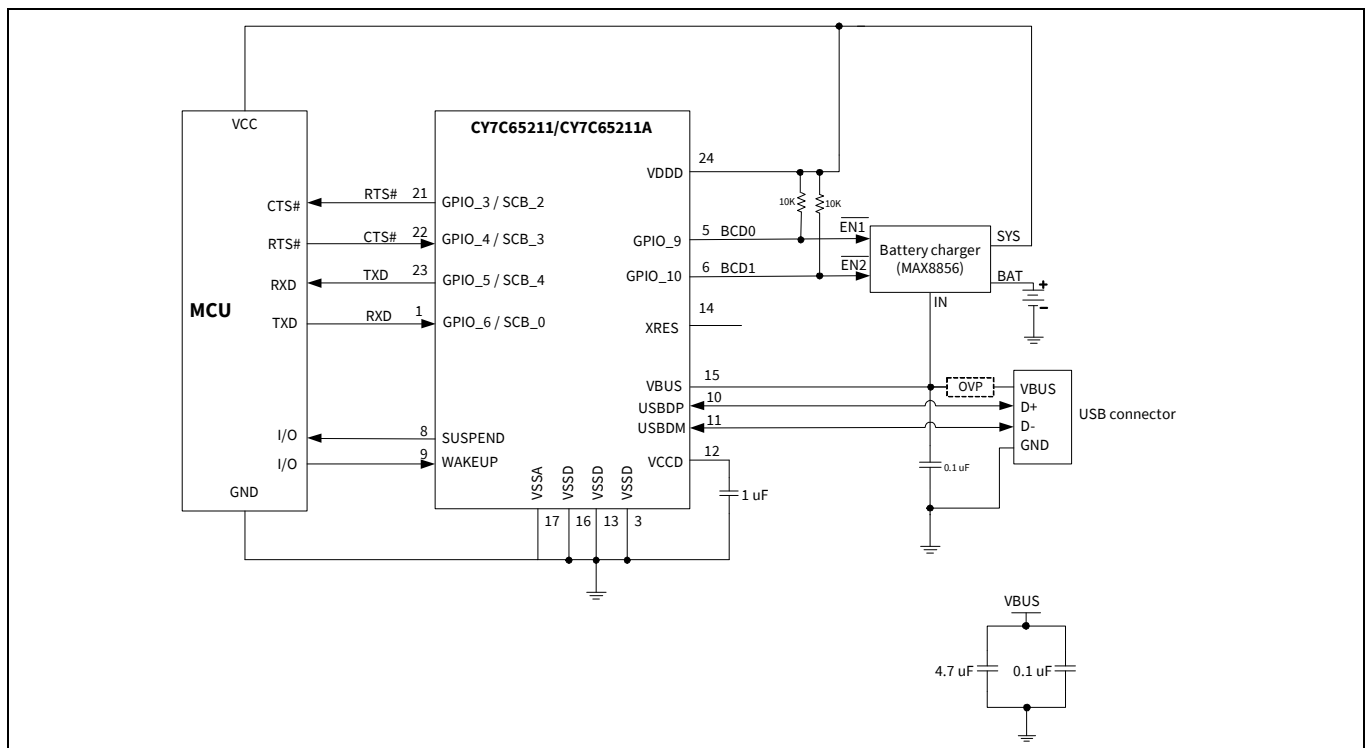 CY7C65211/CY7C65211A
VCC
24
VDDD
CTS#
RTS#
21
GPIO_3 / SCB_2
10K
10K
RTS#
CTS#
22
GPIO_4 / SCB_3
GPIO_9
5
BCD0
EN1
Battery charger
(MAX8856)
SYS
RXD
TXD
23
GPIO_5 / SCB_4
GPIO_10
6
BCD1
EN2
BAT
+
-
IN
MCU
TXD
RXD
1
GPIO_6 / SCB_0
XRES
14
VBUS
15
OVP
VBUS
USBDP
10
D+
USB connector
USBDM
11
D-
GND
I/O
8
SUSPEND
I/O
9
WAKEUP
VCCD
12
0.1 uF
1 uF
GND
VSSA
VSSD
VSSD
VSSD
17
16
13
3
VBUS
4.7 uF
0.1 uF